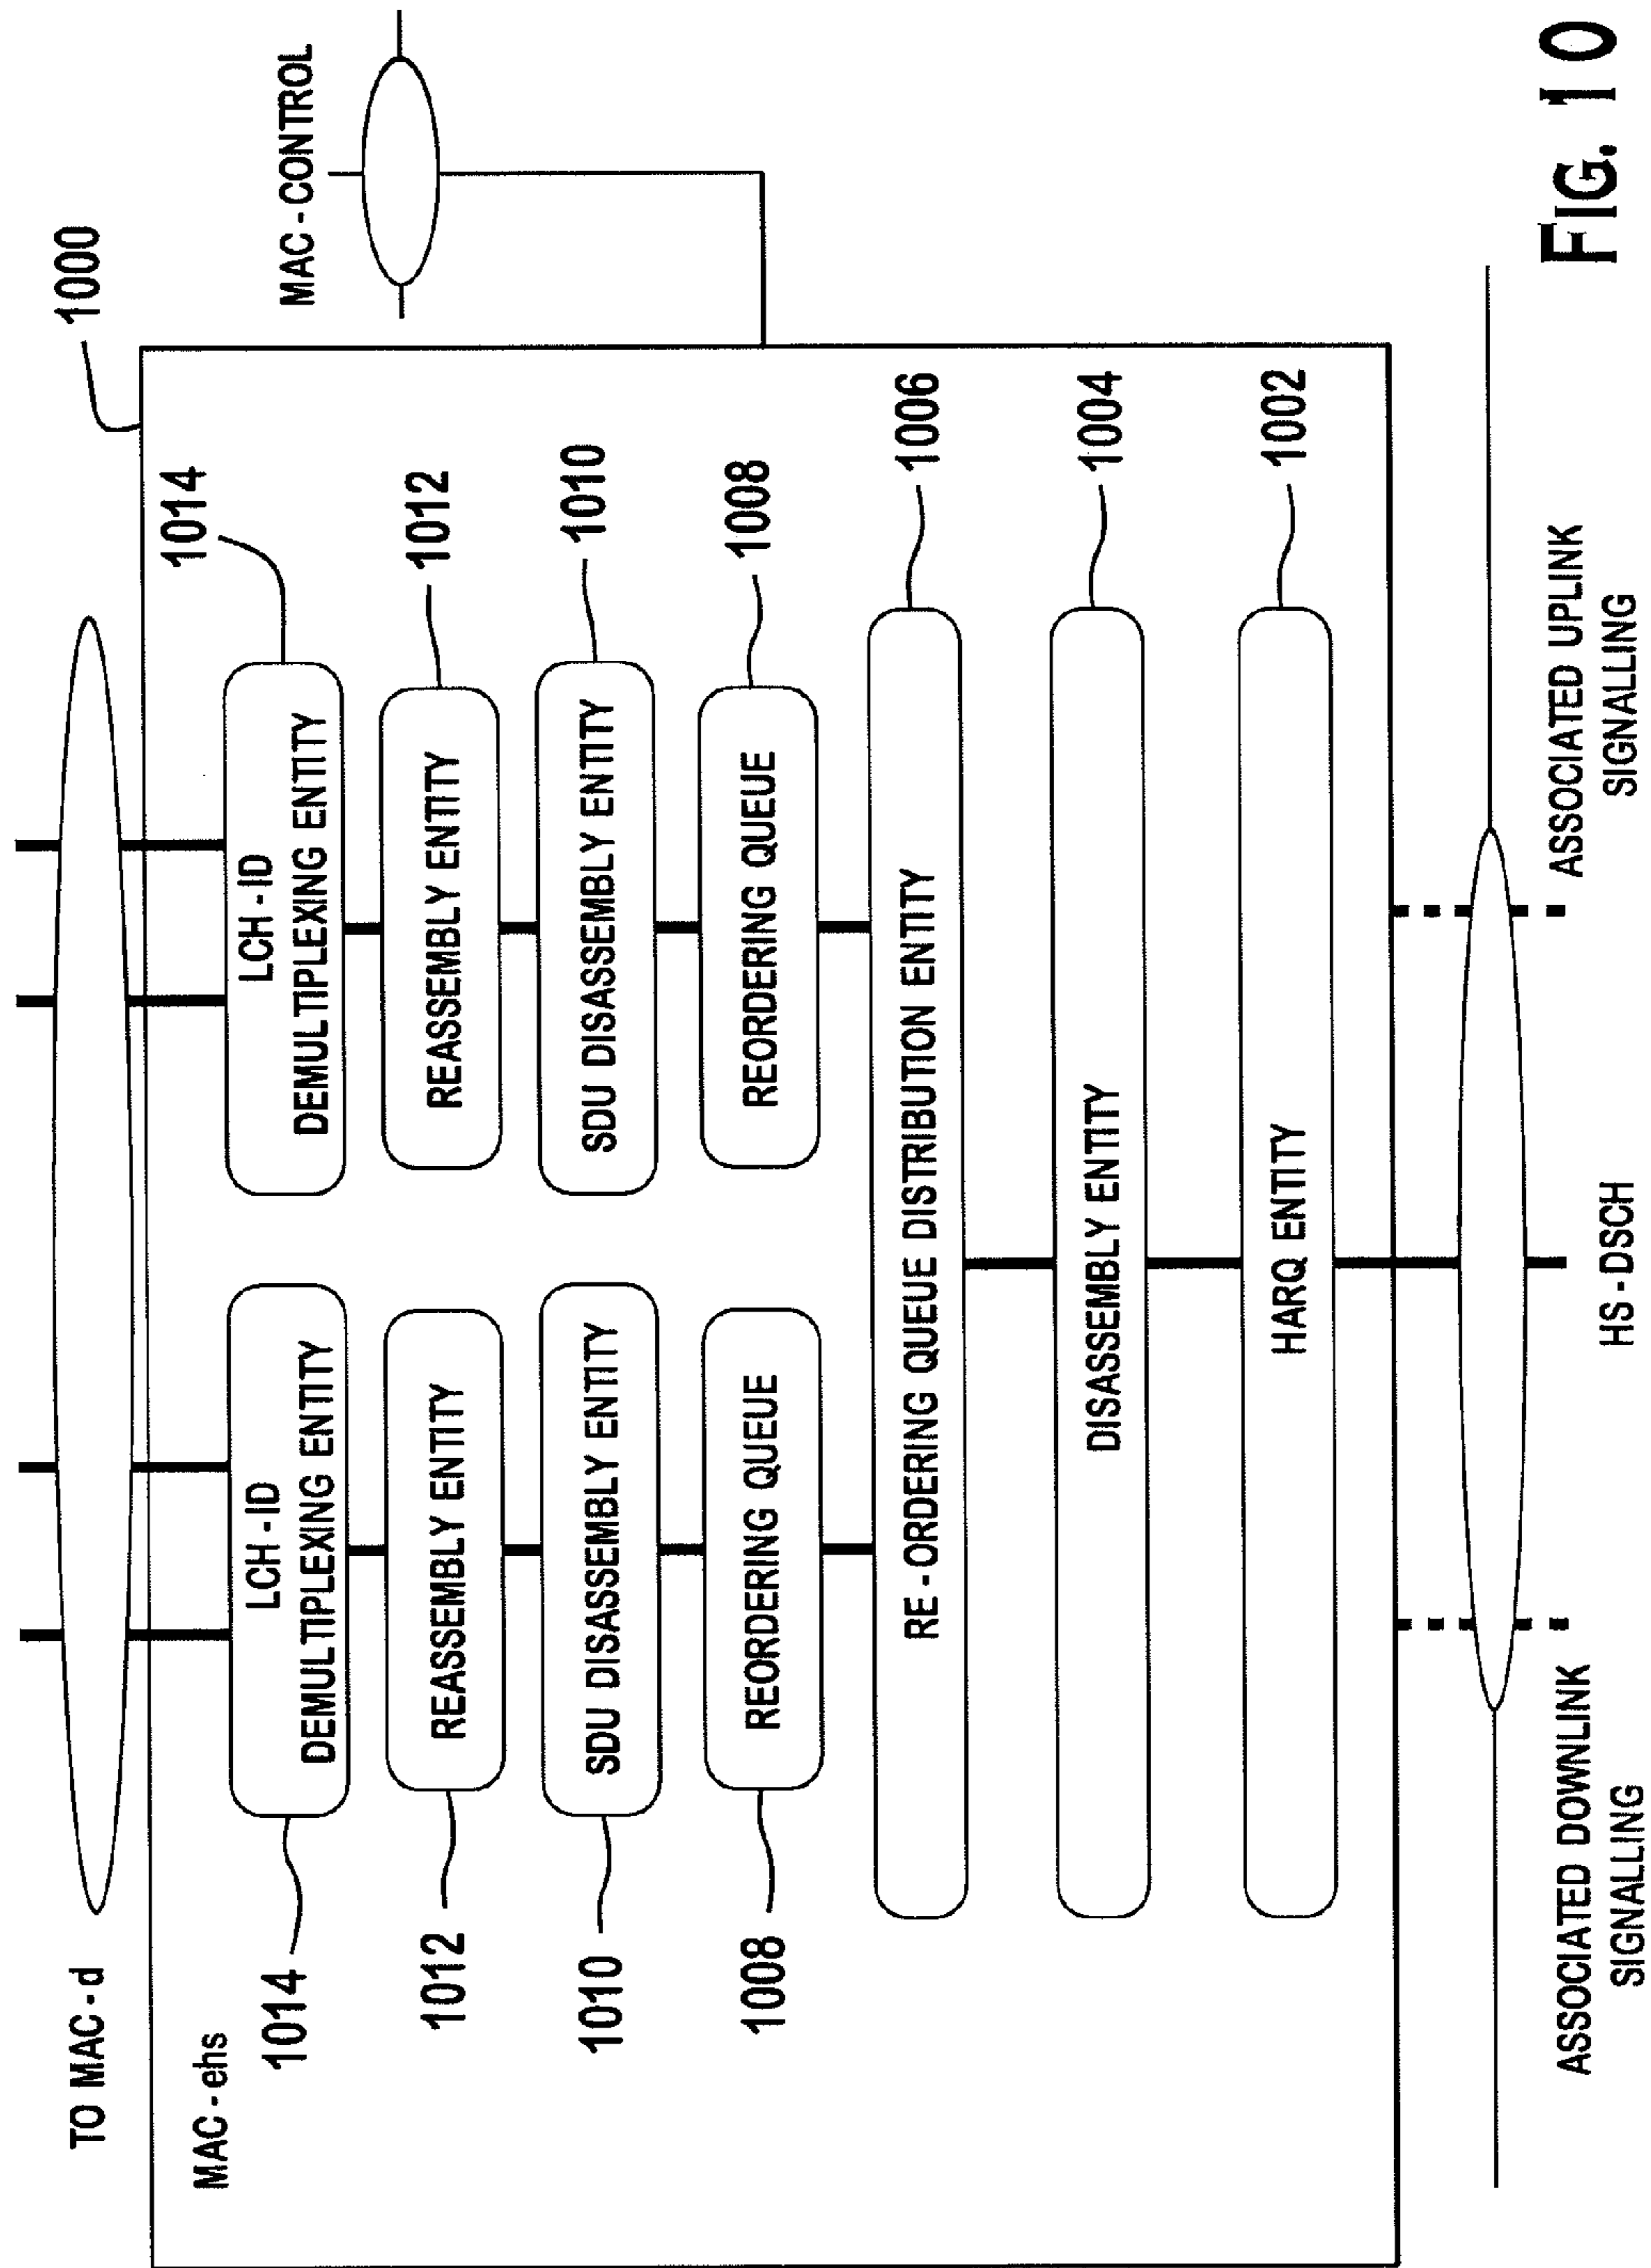 TO MAC-d
1000
MAC-CONTROL
MAC-ehs
1014
LCH-ID
DEMULTIPLEXING ENTITY
LCH-ID
DEMULTIPLEXING ENTITY
1014
1012
REASSEMBLY ENTITY
REASSEMBLY ENTITY
1012
1010
SDU DISASSEMBLY ENTITY
SDU DISASSEMBLY ENTITY
1010
1008
REORDERING QUEUE
REORDERING QUEUE
1008
RE-ORDERING QUEUE DISTRIBUTION ENTITY
1006
DISASSEMBLY ENTITY
1004
HARQ ENTITY
1002
ASSOCIATED DOWNLINK
SIGNALLING
HS-DSCH
ASSOCIATED UPLINK
SIGNALLING
FIG. 10